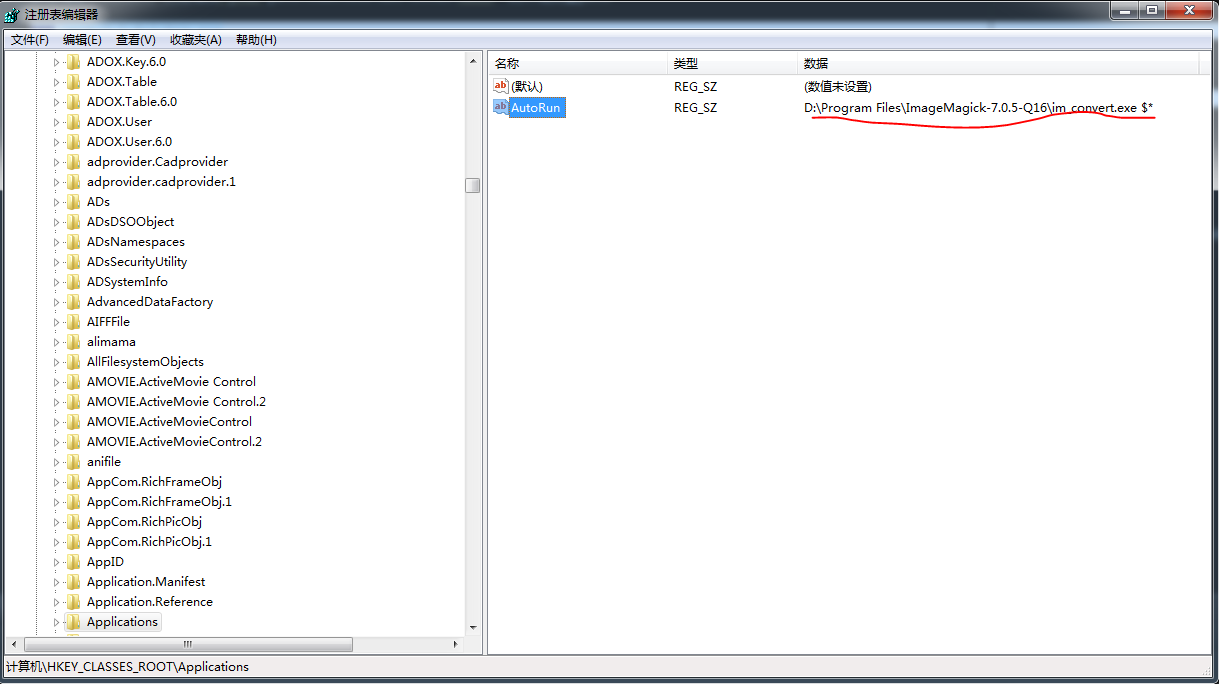 注册表编辑器
文件(F) 编辑(E) 查看(V) 收藏夹(A) 帮助(H)
ADOX.Key.6.0
ADOX.Table
ADOX.Table.6.0
ADOX.User
ADOX.User.6.0
adprovider.Cadprovider
adprovider.cadprovider.1
ADs
ADsDSOObject
ADsNamespaces
ADsSecurityUtility
ADSystemInfo
AdvancedDataFactory
AIFFFile
alimama
AllFilesystemObjects
AMOVIE.ActiveMovie Control
AMOVIE.ActiveMovie Control.2
AMOVIE.ActiveMovieControl
AMOVIE.ActiveMovieControl.2
anifile
AppCom.RichFrameObj
AppCom.RichFrameObj.1
AppCom.RichPicObj
AppCom.RichPicObj.1
AppID
Application.Manifest
Application.Reference
Applications
名称 类型 数据
ab (默认) REG_SZ (数值未设置)
ab AutoRun REG_SZ D:\Program Files\ImageMagick-7.0.5-Q16\im_convert.exe $*
计算机\HKEY_CLASSES_ROOT\Applications